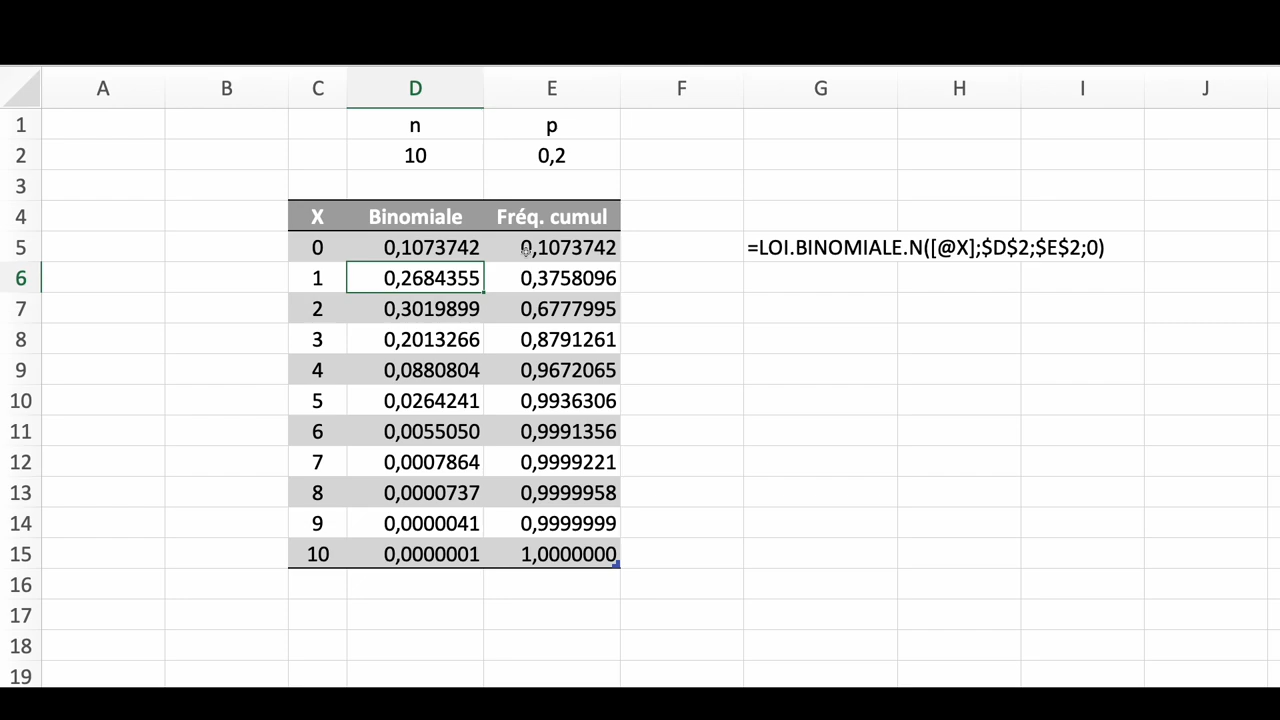 A B C D E F G H I J
1 n p
2 10 0,2
3
4 X Binomiale Fréq. cumul
5 0 0,1073742 0,1073742 =LOI.BINOMIALE.N([@X];$D$2;$E$2;0)
6 1 0,2684355 0,3758096
7 2 0,3019899 0,6777995
8 3 0,2013266 0,8791261
9 4 0,0880804 0,9672065
10 5 0,0264241 0,9936306
11 6 0,0055050 0,9991356
12 7 0,0007864 0,9999221
13 8 0,0000737 0,9999958
14 9 0,0000041 0,9999999
15 10 0,0000001 1,0000000
16
17
18
19